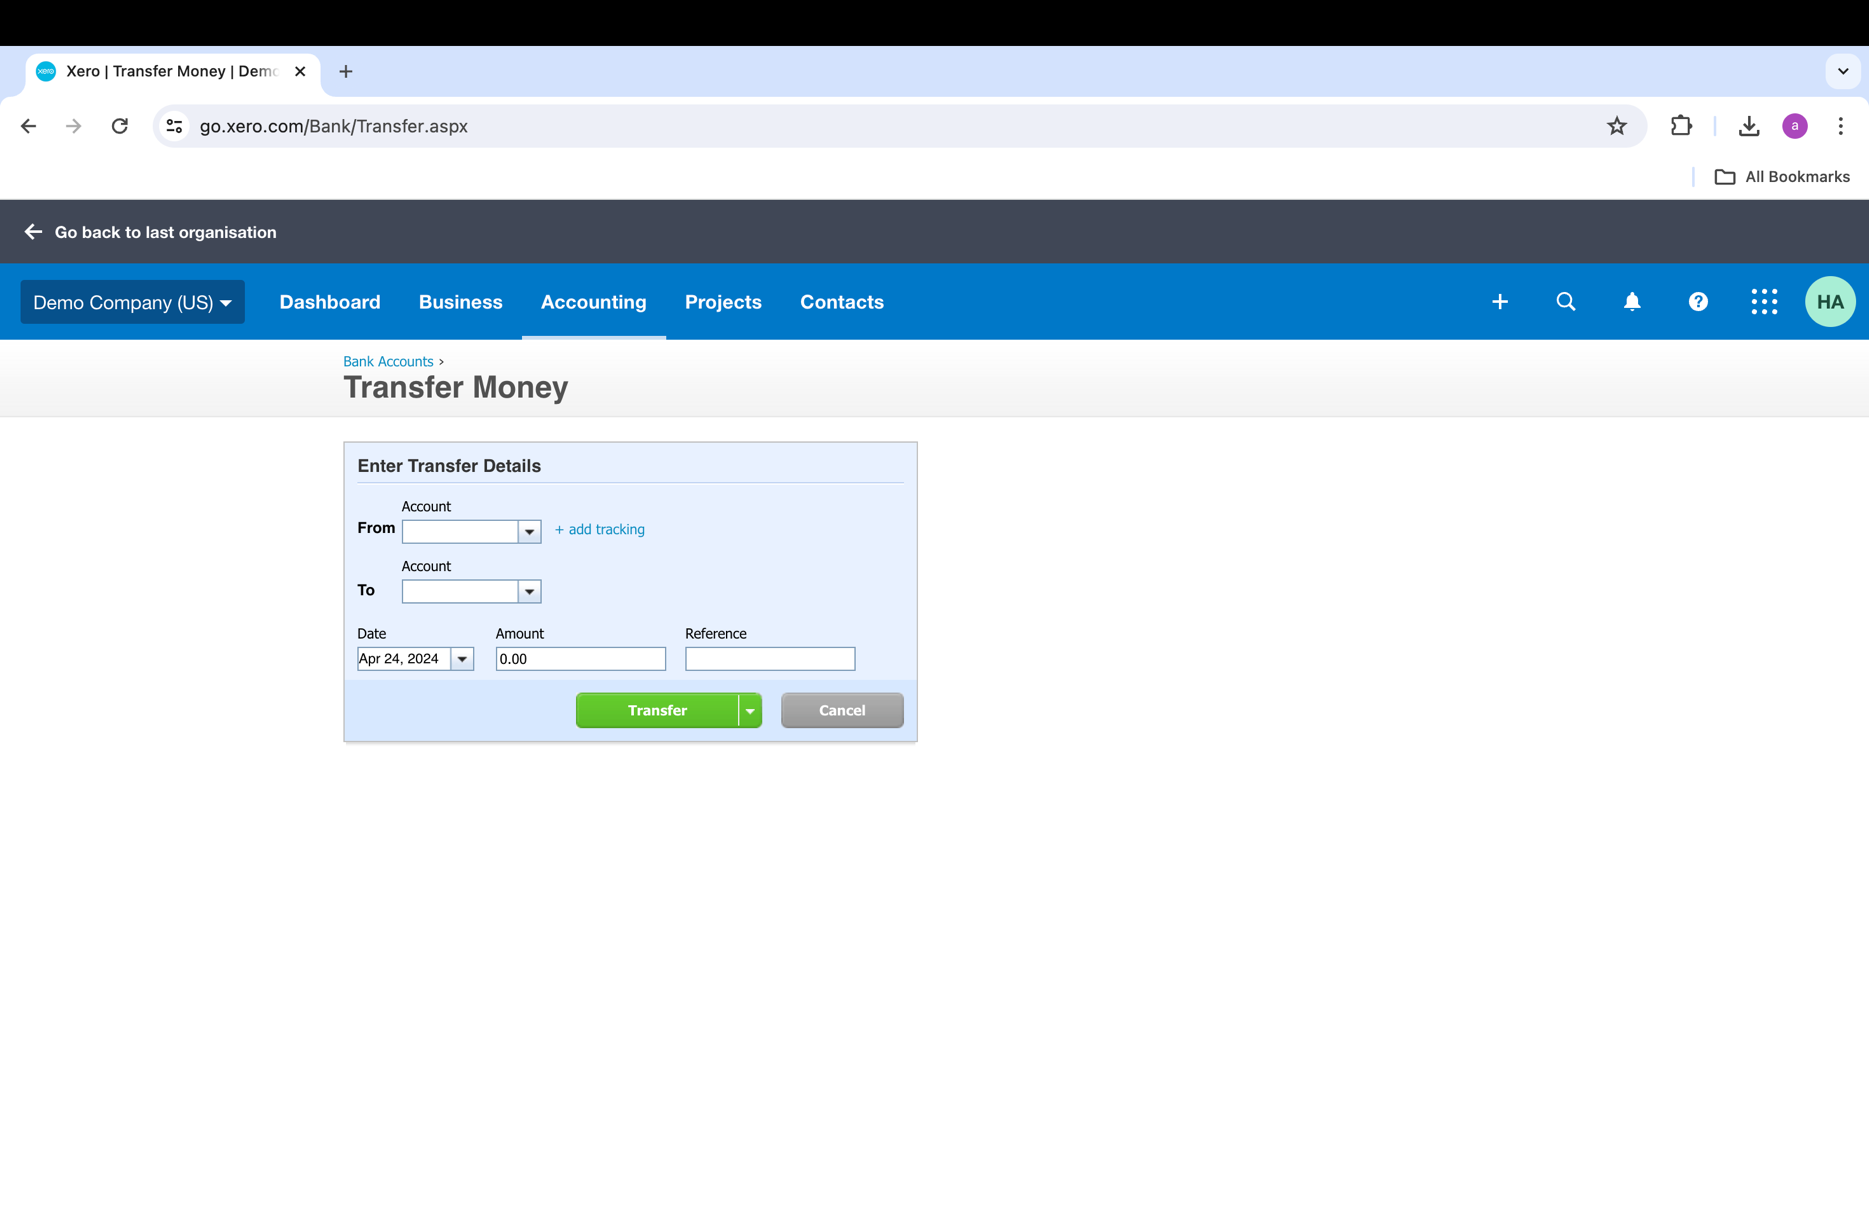 xero Xero | Transfer Money | Demo
go.xero.com/Bank/Transfer.aspx
a
All Bookmarks
Go back to last organisation
Demo Company (US) Dashboard Business Accounting Projects Contacts ? HA
Bank Accounts ›
Transfer Money
Enter Transfer Details
Account
From + add tracking
Account
To
Date Amount Reference
Apr 24, 2024 0.00
Transfer Cancel